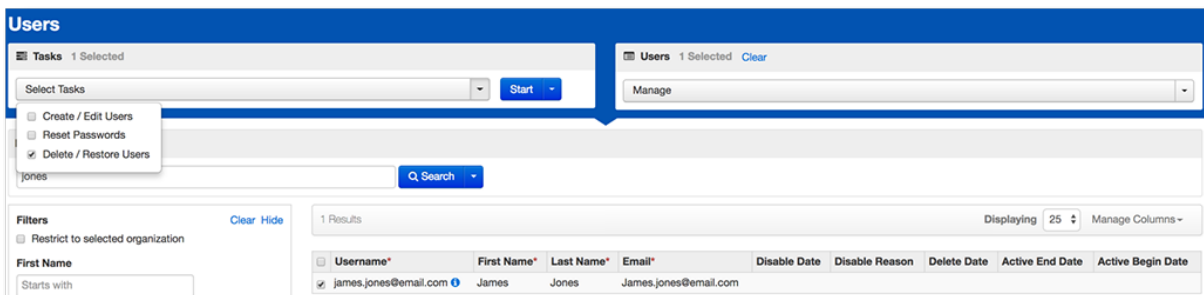 Users
Tasks 1 Selected
Users 1 Selected Clear
Select Tasks
Start
Manage
Create / Edit Users
Reset Passwords
Delete / Restore Users
jones
Search
Filters
Clear Hide
1 Results
Displaying 25
Manage Columns
Restrict to selected organization
First Name
Starts with
Username* First Name* Last Name* Email* Disable Date Disable Reason Delete Date Active End Date Active Begin Date
james.jones@email.com James Jones James.jones@email.com